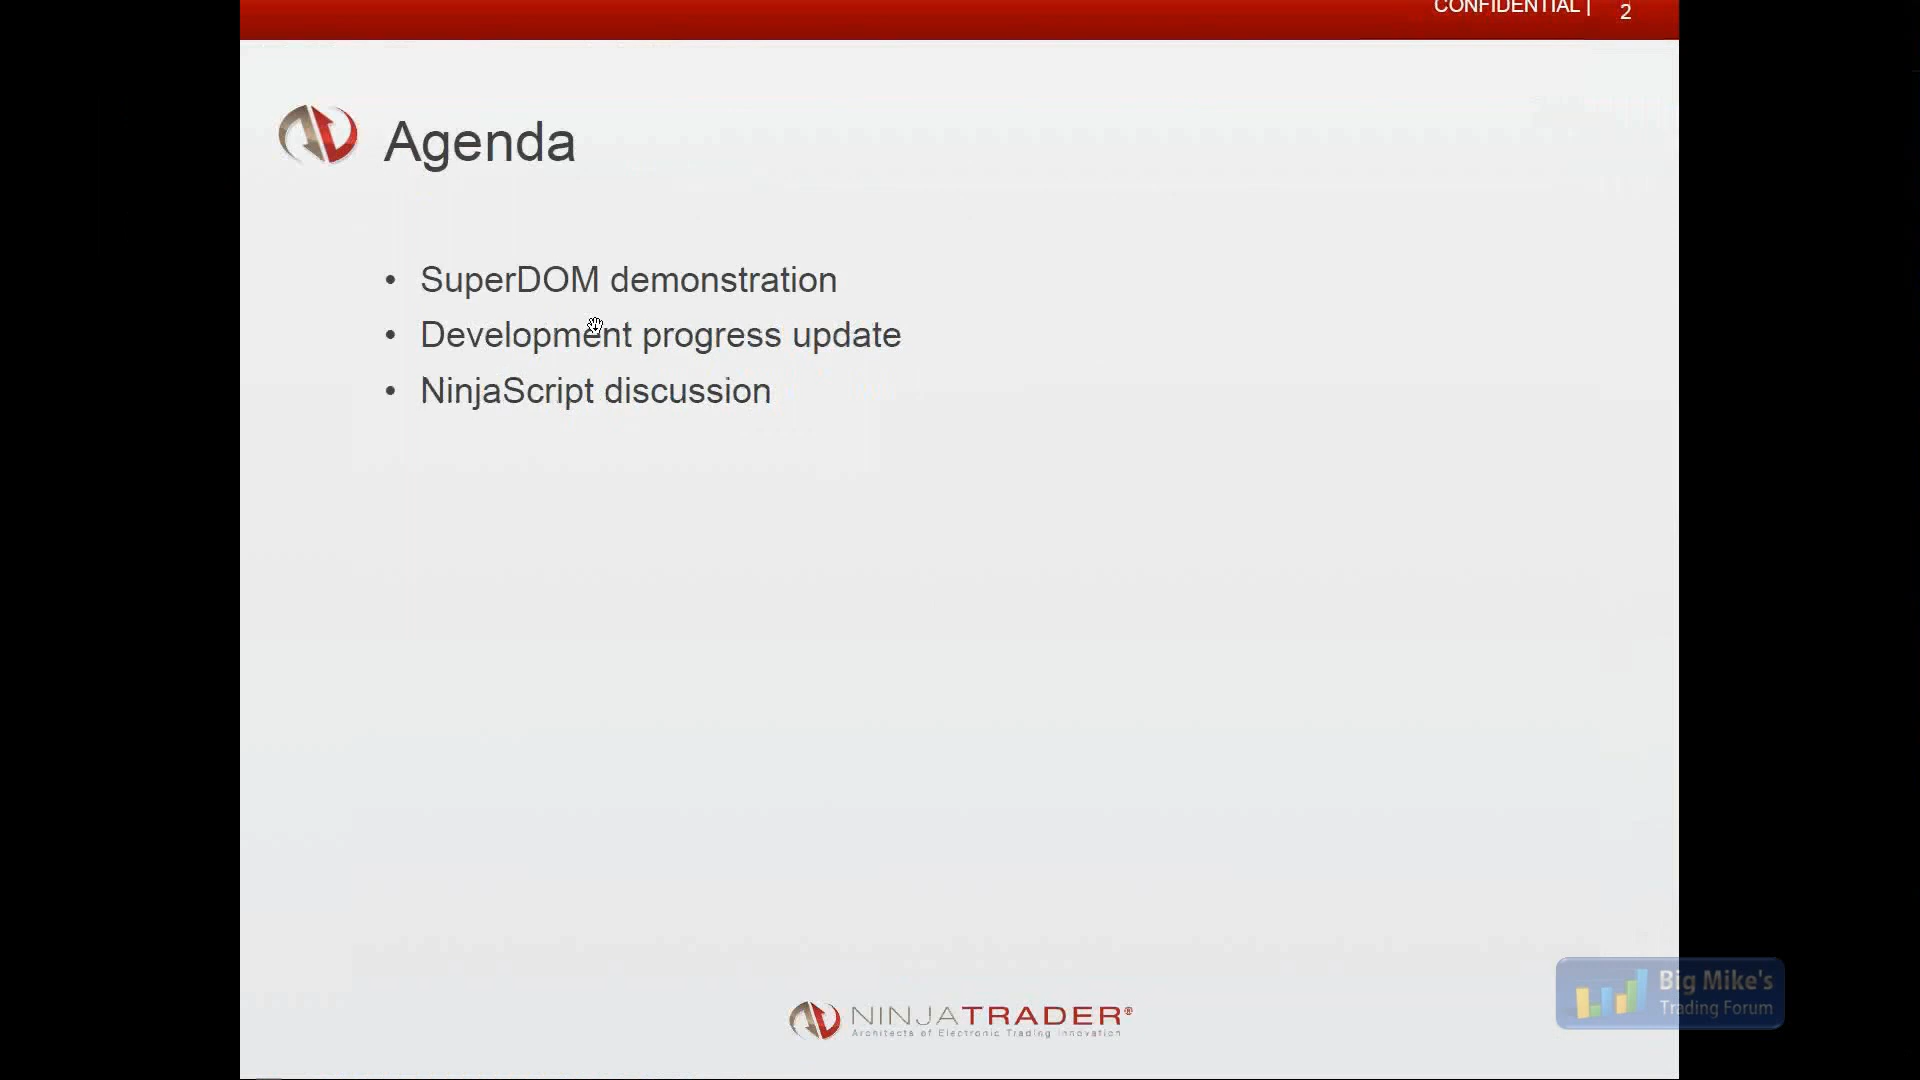 CONFIDENTIAL |
2
Agenda
• SuperDOM demonstration
• Development progress update
• NinjaScript discussion
NINJATRADER®
Architects of Electronic Trading Innovation
Big Mike's
Trading Forum